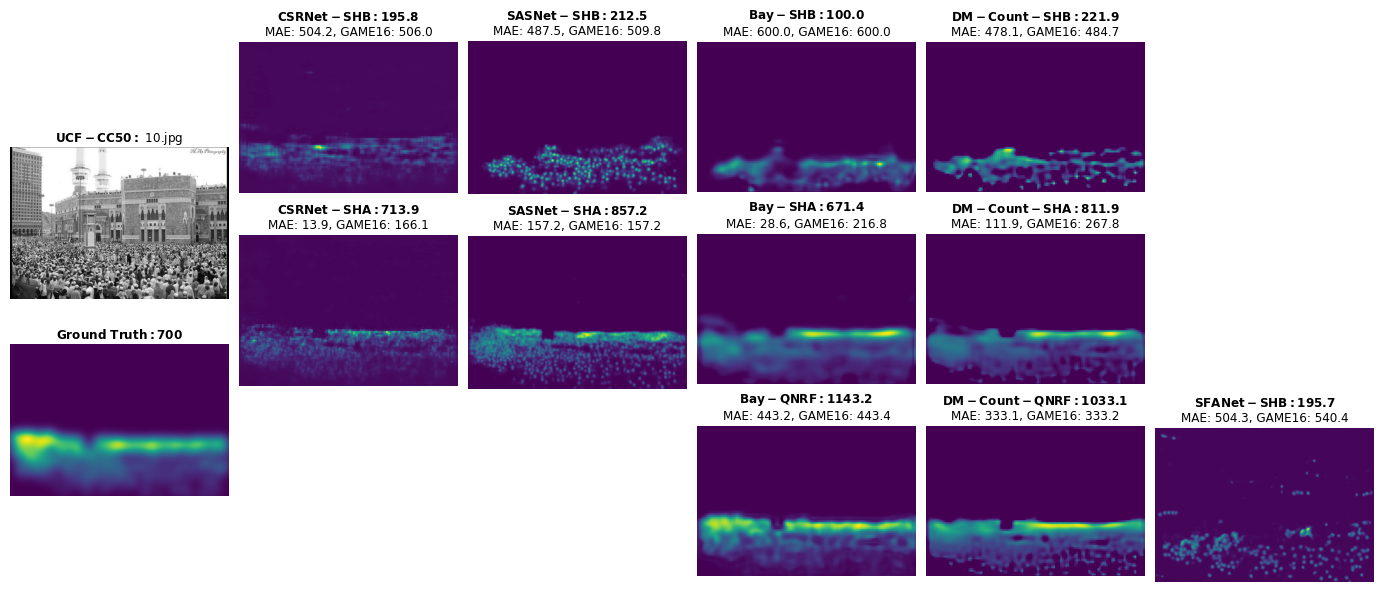 CSRNet − SHB: 195.8
MAE: 504.2, GAME16: 506.0
SASNet − SHB: 212.5
MAE: 487.5, GAME16: 509.8
Bay − SHB: 100.0
MAE: 600.0, GAME16: 600.0
DM − Count − SHB: 221.9
MAE: 478.1, GAME16: 484.7
UCF − CC50: 10.jpg
CSRNet − SHA: 713.9
MAE: 13.9, GAME16: 166.1
SASNet − SHA: 857.2
MAE: 157.2, GAME16: 157.2
Bay − SHA: 671.4
MAE: 28.6, GAME16: 216.8
DM − Count − SHA: 811.9
MAE: 111.9, GAME16: 267.8
Ground Truth: 700
Bay − QNRF: 1143.2
MAE: 443.2, GAME16: 443.4
DM − Count − QNRF: 1033.1
MAE: 333.1, GAME16: 333.2
SFANet − SHB: 195.7
MAE: 504.3, GAME16: 540.4